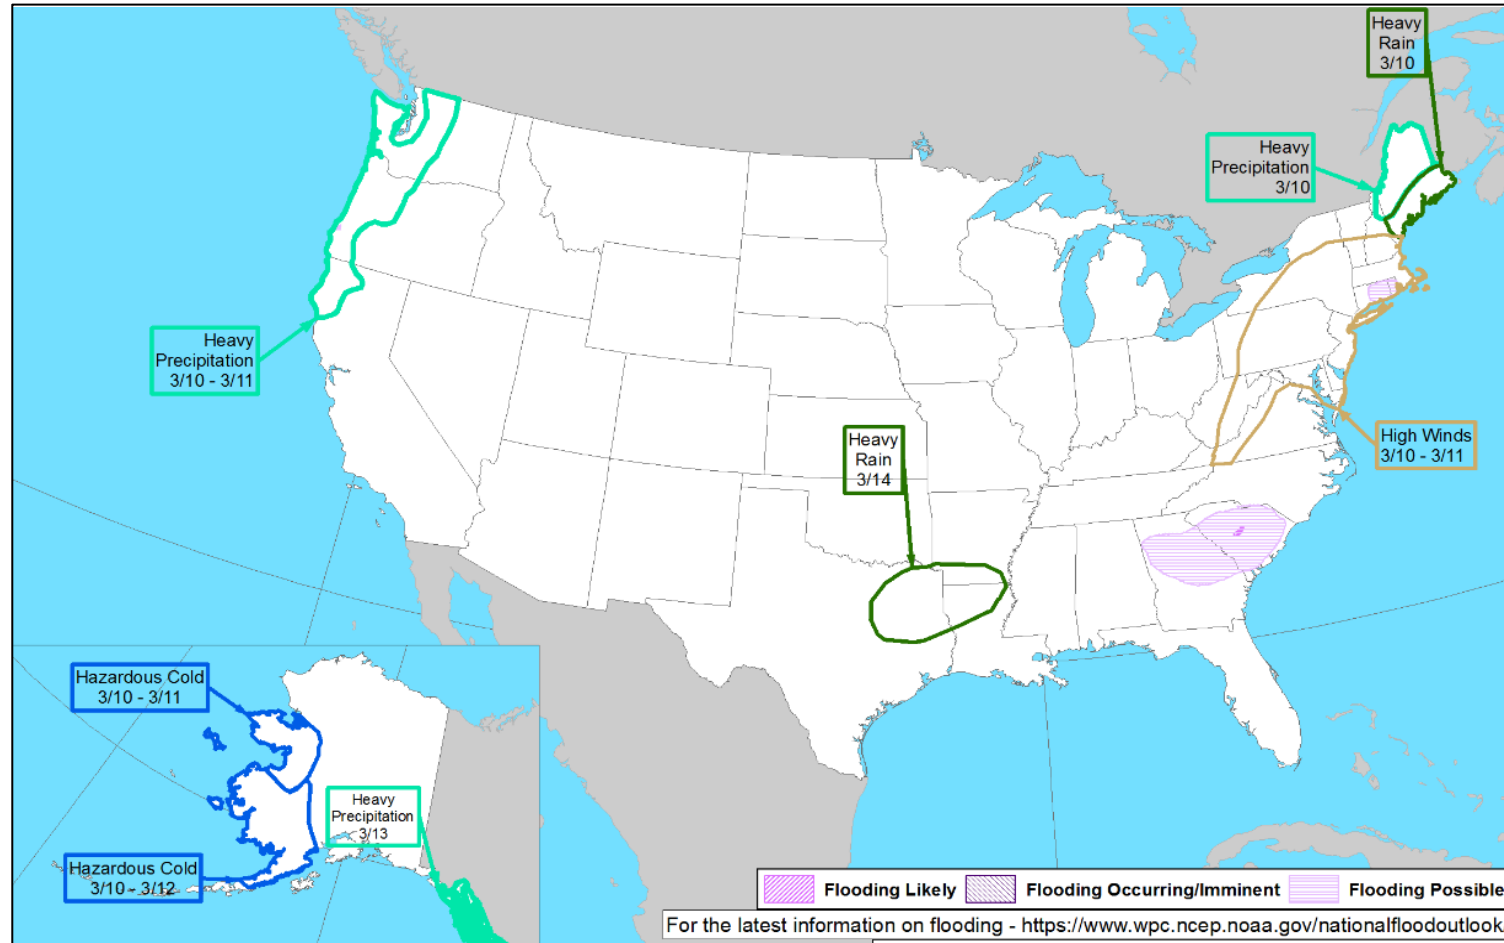 Heavy
Rain
3/10
Heavy
Precipitation
3/10
Heavy
Precipitation
3/10 - 3/11
High Winds
3/10 - 3/11
Heavy
Rain
3/14
Hazardous Cold
3/10 - 3/11
Heavy
Precipitation
3/13
Hazardous Cold
3/10 - 3/12
Flooding Likely Flooding Occurring/Imminent Flooding Possible
For the latest information on flooding - https://www.wpc.ncep.noaa.gov/nationalfloodoutlook